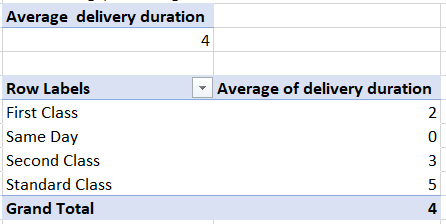 Average  delivery duration
4
Row Labels Average of delivery duration
First Class 2
Same Day 0
Second Class 3
Standard Class 5
Grand Total 4